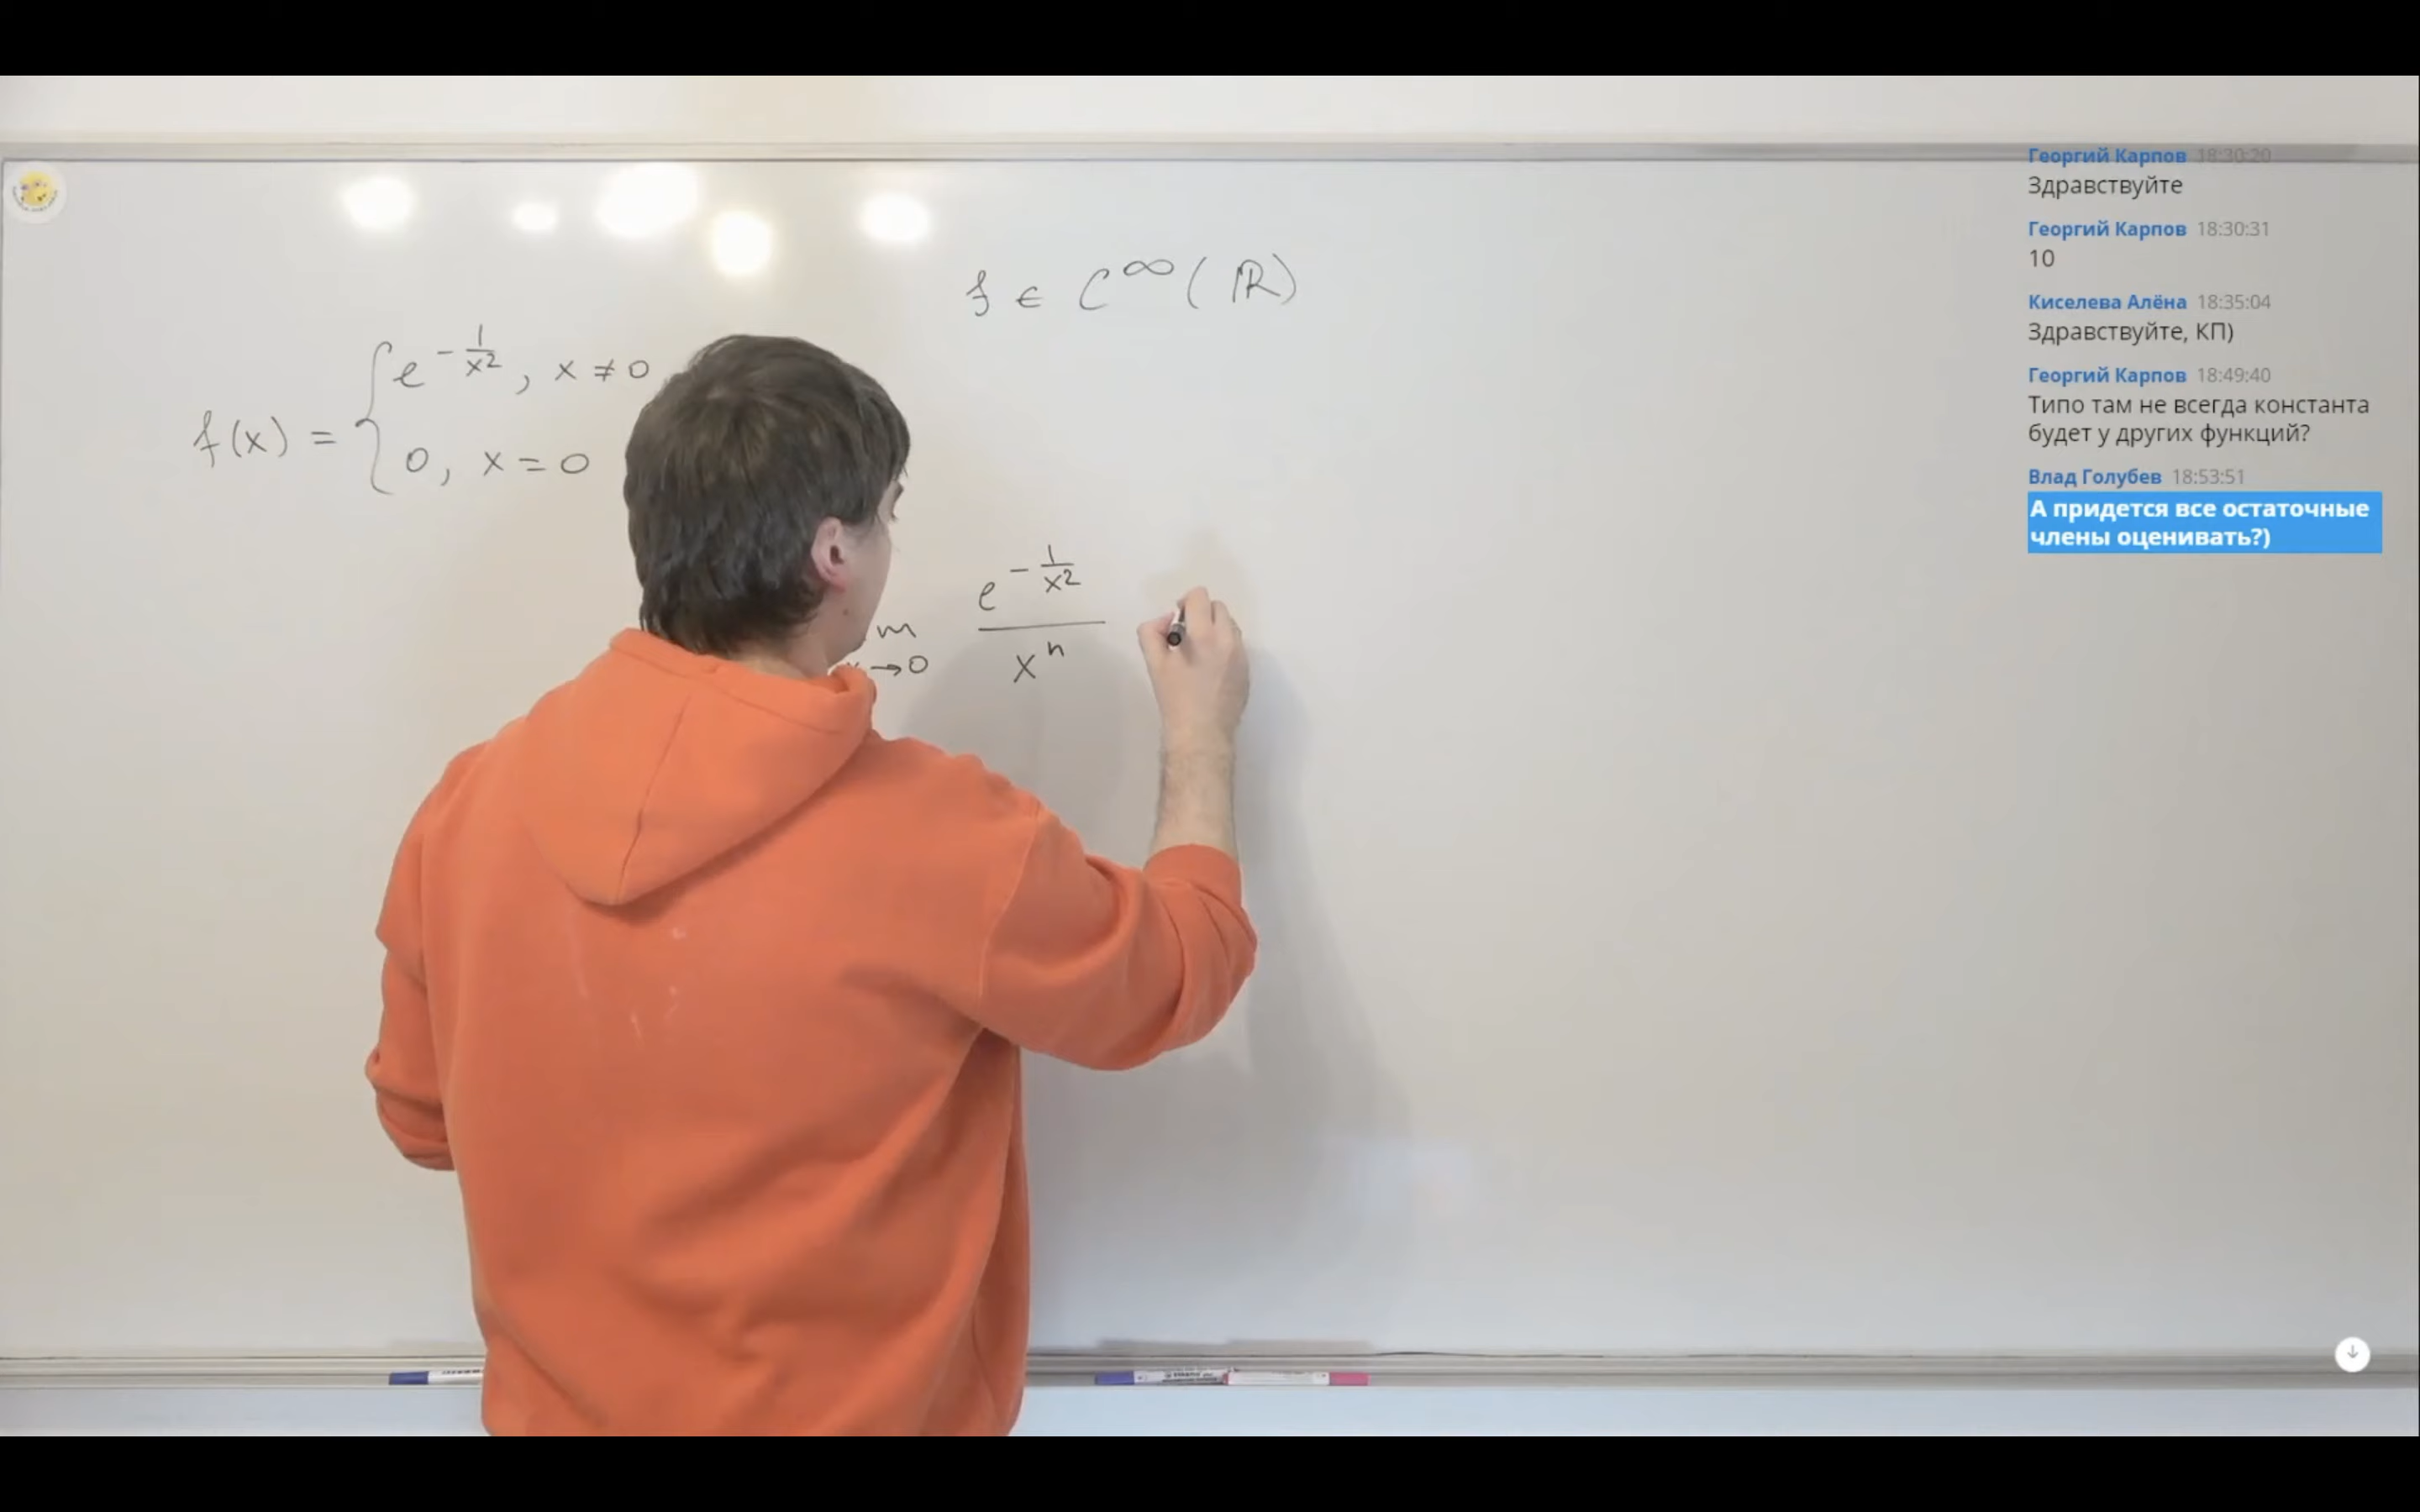 f ∈ C^∞(ℝ)
f(x) = { e^{-1/x²}, x ≠ 0
0, x = 0
e^{-1/x²}
m
→0
x^n
Георгий Карпов 18:30:20
Здравствуйте
Георгий Карпов 18:30:31
10
Киселева Алёна 18:35:04
Здравствуйте, КП)
Георгий Карпов 18:49:40
Типо там не всегда константа
будет у других функций?
Влад Голубев 18:53:51
А придется все остаточные
члены оценивать?)